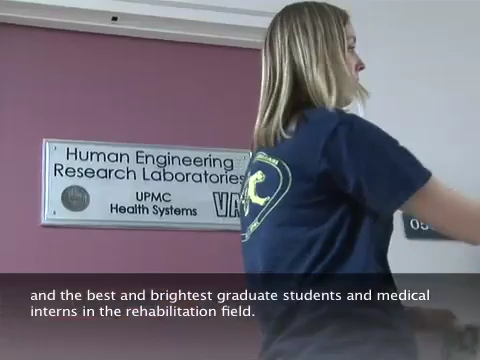 Human Engineering
Research Laboratories
UPMC
Health Systems
VA
and the best and brightest graduate students and medical
interns in the rehabilitation field.